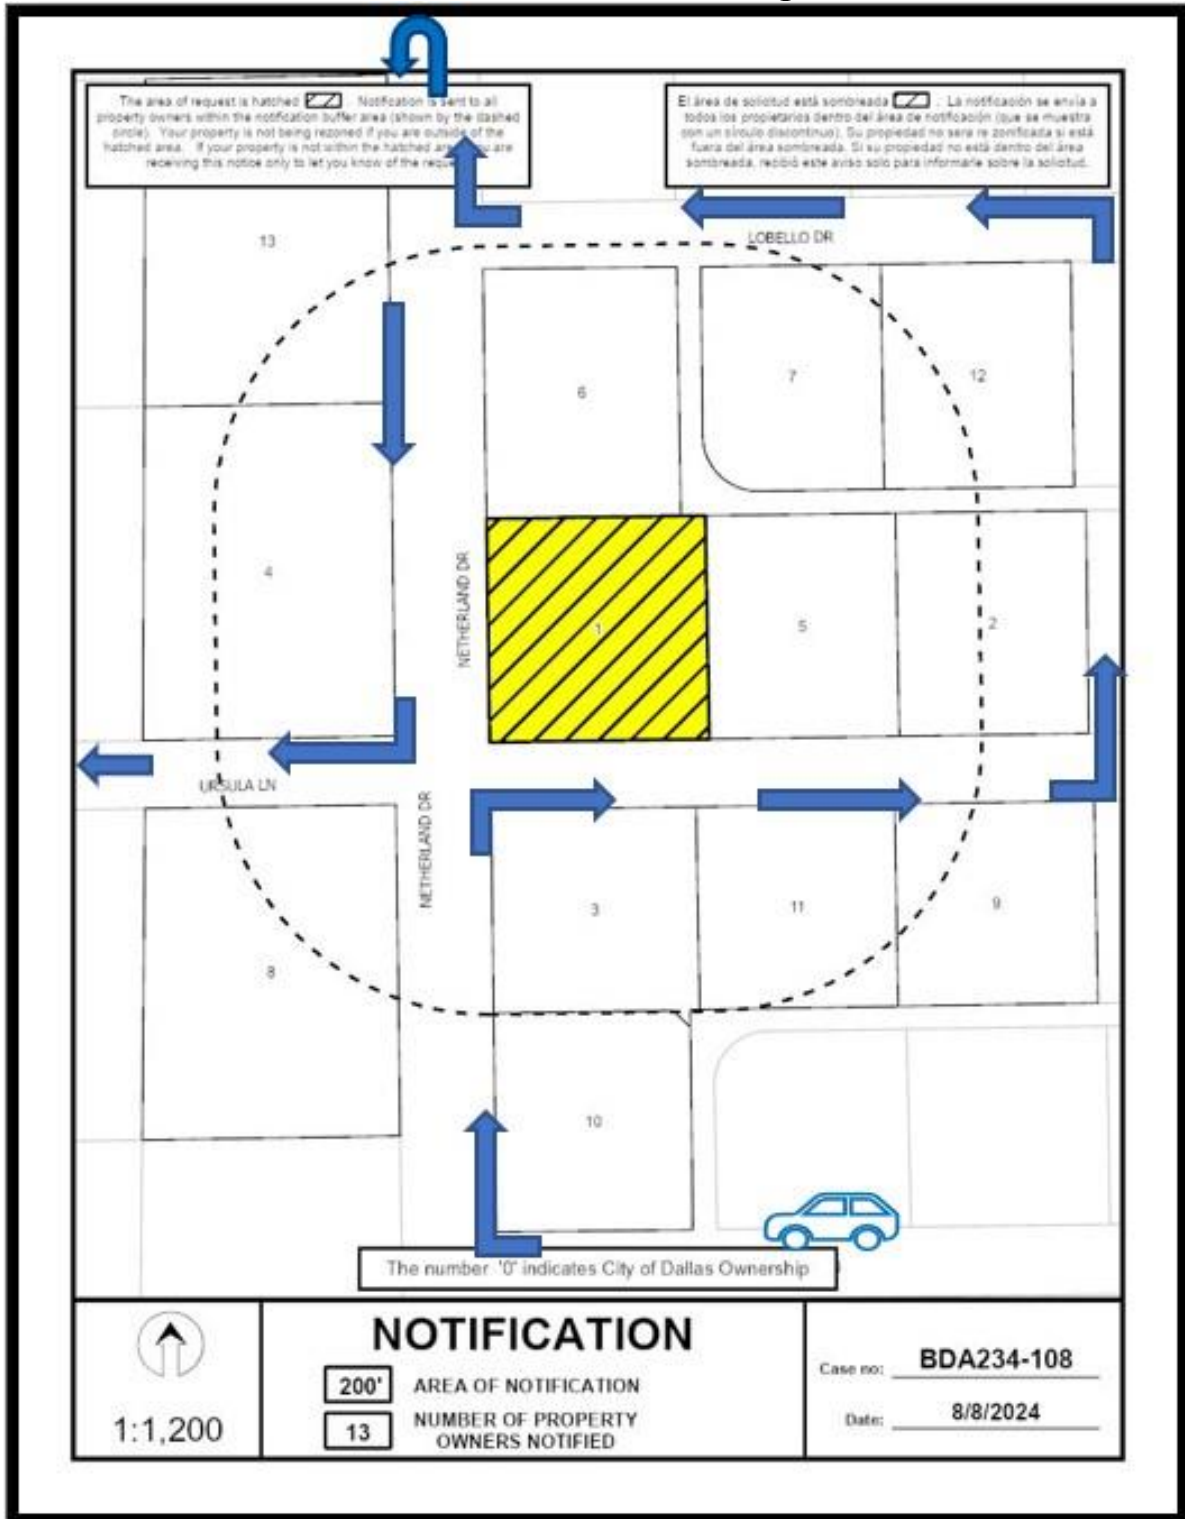 The area of request is hatched . Notification is sent to all
property owners within the notification buffer area (shown by the dashed
circle). Your property is not being rezoned if you are outside of the
hatched area. If your property is not within the hatched are you are
receiving this notice only to let you know of the reque
El área de solicitud está sombreada . La notificación se envía a
todos los propietarios dentro del área de notificación (que se muestra
con un círculo discontinuo). Su propiedad no sera re zonificada si está
fuera del área sombreada. Si su propiedad no está dentro del área
sombreada, recibió este aviso solo para informarle sobre la solicitud.
LOBELLO DR
13
6
7
12
4
NETHERLAND DR
1
5
2
URSULA LN
NETHERLAND DR
3
11
9
8
10
The number '0' indicates City of Dallas Ownership
1:1,200
NOTIFICATION
200' AREA OF NOTIFICATION
13 NUMBER OF PROPERTY
OWNERS NOTIFIED
Case no: BDA234-108
Date: 8/8/2024